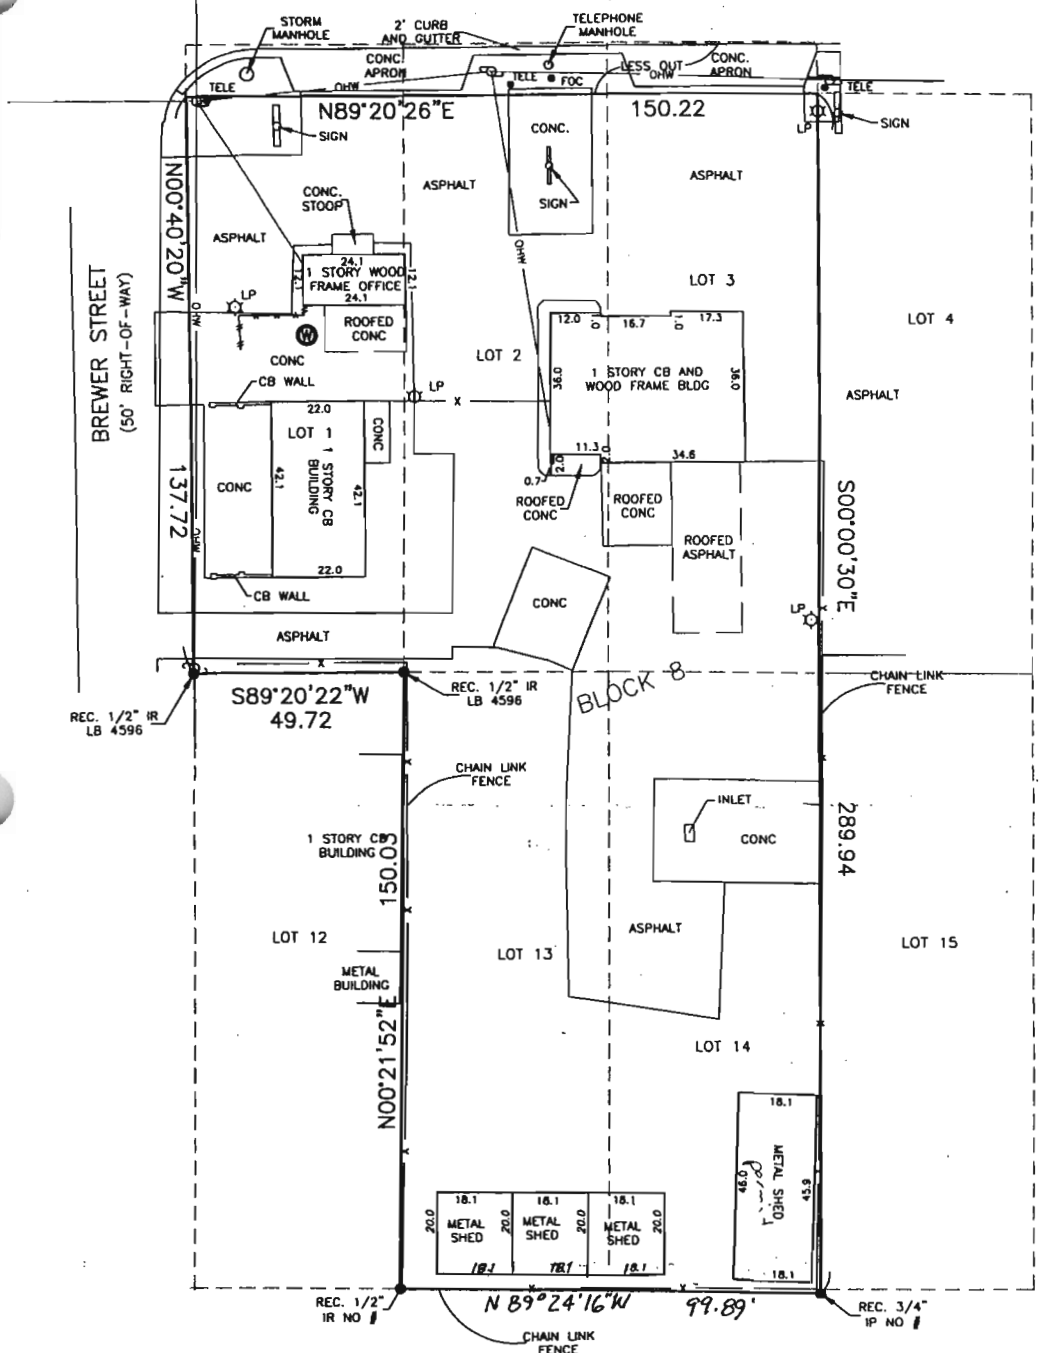 STORM
MANHOLE
2' CURB
AND GUTTER
TELEPHONE
MANHOLE
CONC.
APRON
LESS OUT
CONC.
APRON
OHW
OHW
TELE
TELE
FOC
TELE
N89°20'26"E
150.22
SIGN
LP
SIGN
CONC.
SIGN
CONC.
STOOP
ASPHALT
ASPHALT
ASPHALT
N00°40'20"W
BREWER STREET
(50' RIGHT-OF-WAY)
OHW
24.1
1 STORY WOOD
FRAME OFFICE
24.1
12.1
12.1
LP
OHW
ROOFED
CONC
W
CONC
LOT 3
LOT 4
12.0
1.0
16.7
1.0
17.3
LOT 2
1 STORY CB AND
WOOD FRAME BLDG
36.0
36.0
ASPHALT
CB WALL
LP
22.0
LOT 1
1 STORY CB
BUILDING
CONC
42.1
42.1
CONC
22.0
CB WALL
137.72
OHW
11.3
2.0
2.0
34.6
0.7
ROOFED
CONC
ROOFED
CONC
ROOFED
ASPHALT
S00°00'30"E
CONC
LP
ASPHALT
BLOCK 8
S89°20'22"W
49.72
REC. 1/2" IR
LB 4596
REC. 1/2" IR
LB 4596
CHAIN LINK
FENCE
CHAIN LINK
FENCE
INLET
CONC
289.94
1 STORY CB
BUILDING
150.03
LOT 12
LOT 13
ASPHALT
LOT 15
METAL
BUILDING
N00°21'52"E
LOT 14
18.1
METAL SHED
46.0
45.9
18.1
18.1
18.1
18.1
20.0
20.0
20.0
20.0
METAL
SHED
METAL
SHED
METAL
SHED
18.1
18.1
18.1
REC. 1/2"
IR NO
N 89°24'16"W
99.89'
REC. 3/4"
IP NO
CHAIN LINK
FENCE